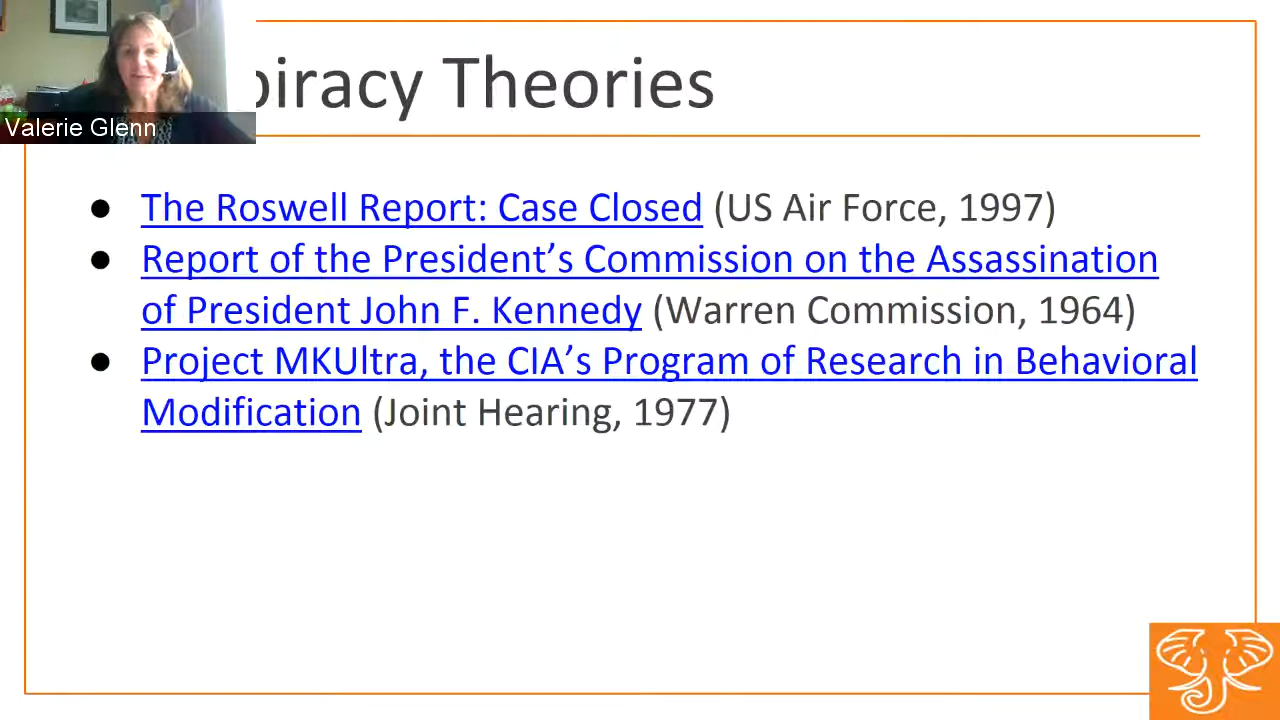 piracy Theories
Valerie Glenn
● The Roswell Report: Case Closed (US Air Force, 1997)
● Report of the President’s Commission on the Assassination
of President John F. Kennedy (Warren Commission, 1964)
● Project MKUltra, the CIA’s Program of Research in Behavioral
Modification (Joint Hearing, 1977)